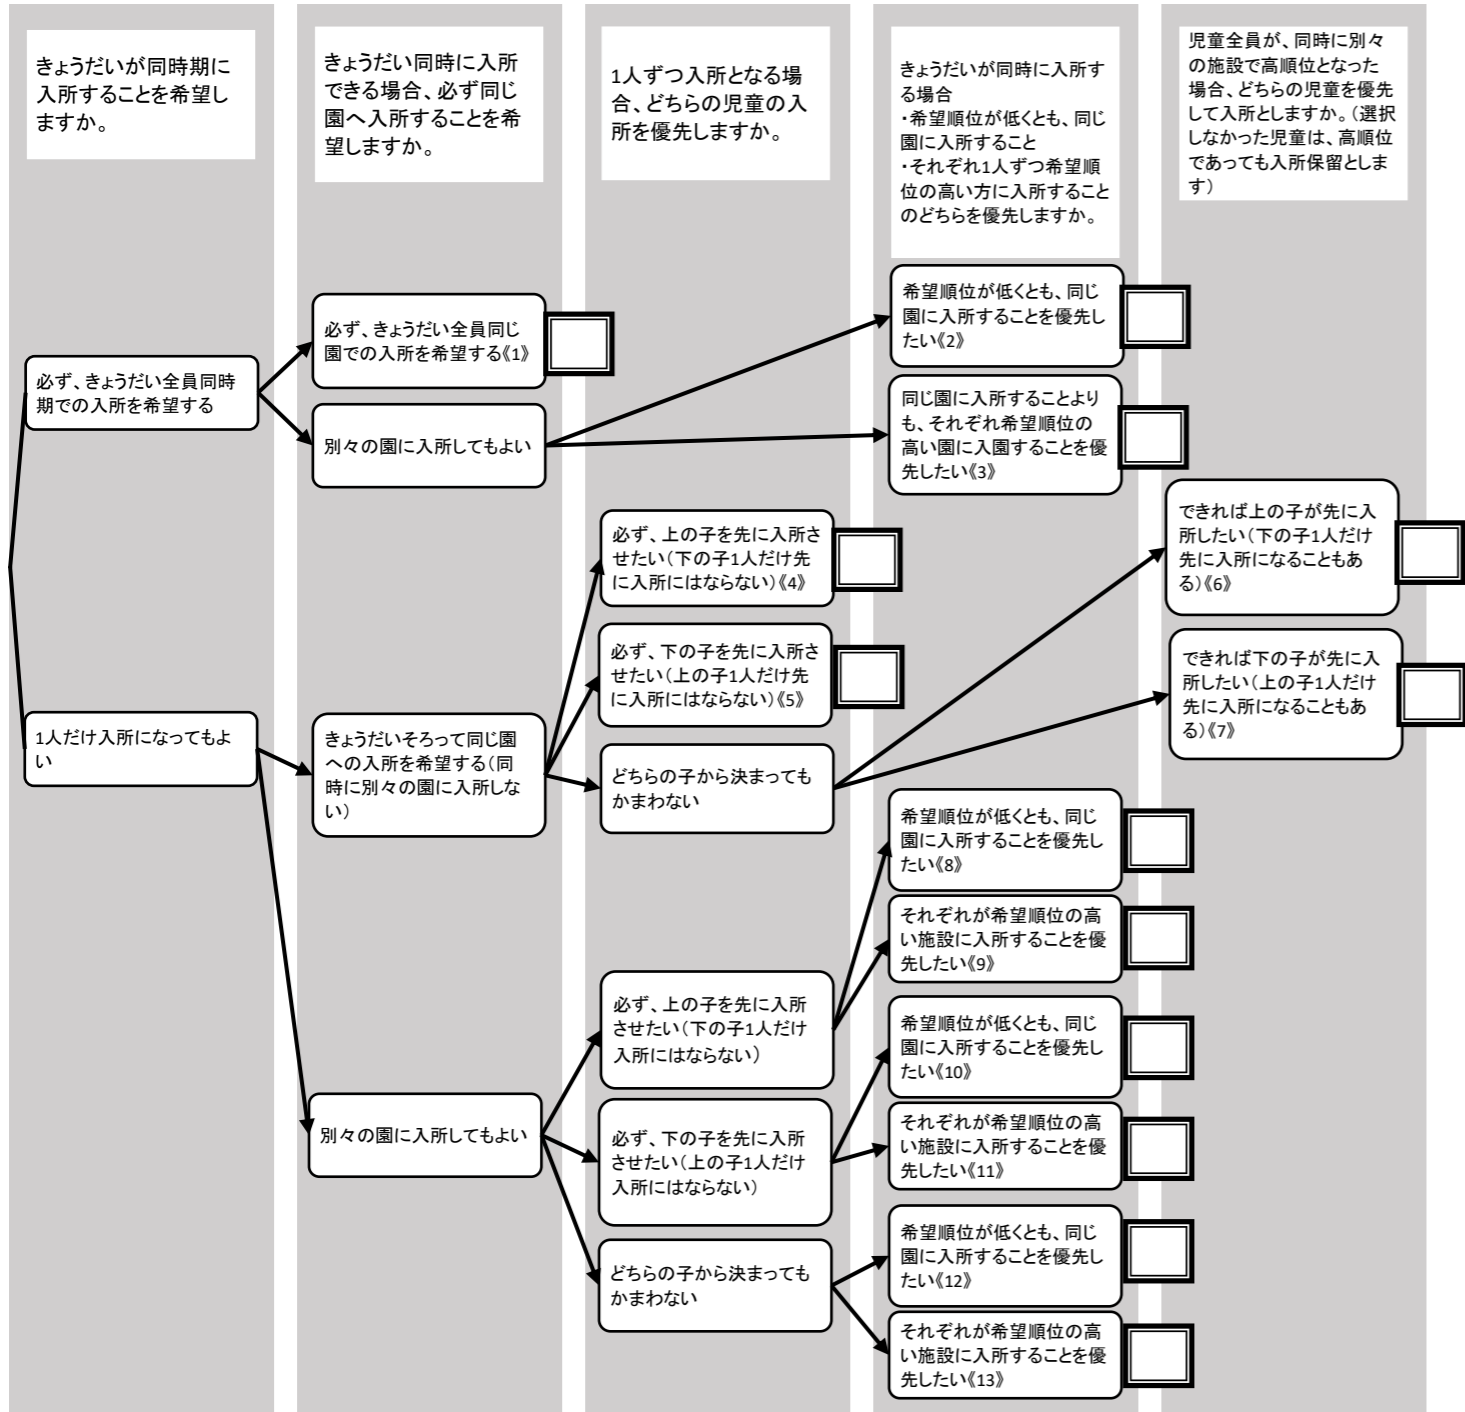 きょうだいが同時期に
入所することを希望し
ますか。
きょうだい同時に入所
できる場合、必ず同じ
園へ入所することを希
望しますか。
1人ずつ入所となる場
合、どちらの児童の入
所を優先しますか。
きょうだいが同時に入所す
る場合
・希望順位が低くとも、同じ
園に入所すること
・それぞれ1人ずつ希望順
位の高い方に入所すること
のどちらを優先しますか。
児童全員が、同時に別々
の施設で高順位となった
場合、どちらの児童を優先
して入所としますか。（選択
しなかった児童は、高順位
であっても入所保留としま
す）
必ず、きょうだい全員同時
期での入所を希望する
必ず、きょうだい全員同じ
園での入所を希望する《1》
別々の園に入所してもよい
希望順位が低くとも、同じ
園に入所することを優先し
たい《2》
同じ園に入所することより
も、それぞれ希望順位の
高い園に入園することを優
先したい《3》
1人だけ入所になってもよ
い
きょうだいそろって同じ園
への入所を希望する（同
時に別々の園に入所しな
い）
必ず、上の子を先に入所さ
せたい（下の子1人だけ先
に入所にはならない）《4》
必ず、下の子を先に入所さ
せたい（上の子1人だけ先
に入所にはならない）《5》
どちらの子から決まっても
かまわない
できれば上の子が先に入
所したい（下の子1人だけ
先に入所になることもあ
る）《6》
できれば下の子が先に入
所したい（上の子1人だけ
先に入所になることもあ
る）《7》
別々の園に入所してもよい
必ず、上の子を先に入所
させたい（下の子1人だけ
入所にはならない）
希望順位が低くとも、同じ
園に入所することを優先し
たい《8》
それぞれが希望順位の高
い施設に入所することを優
先したい《9》
必ず、下の子を先に入所
させたい（上の子1人だけ
入所にはならない）
希望順位が低くとも、同じ
園に入所することを優先し
たい《10》
それぞれが希望順位の高
い施設に入所することを優
先したい《11》
どちらの子から決まっても
かまわない
希望順位が低くとも、同じ
園に入所することを優先し
たい《12》
それぞれが希望順位の高
い施設に入所することを優
先したい《13》